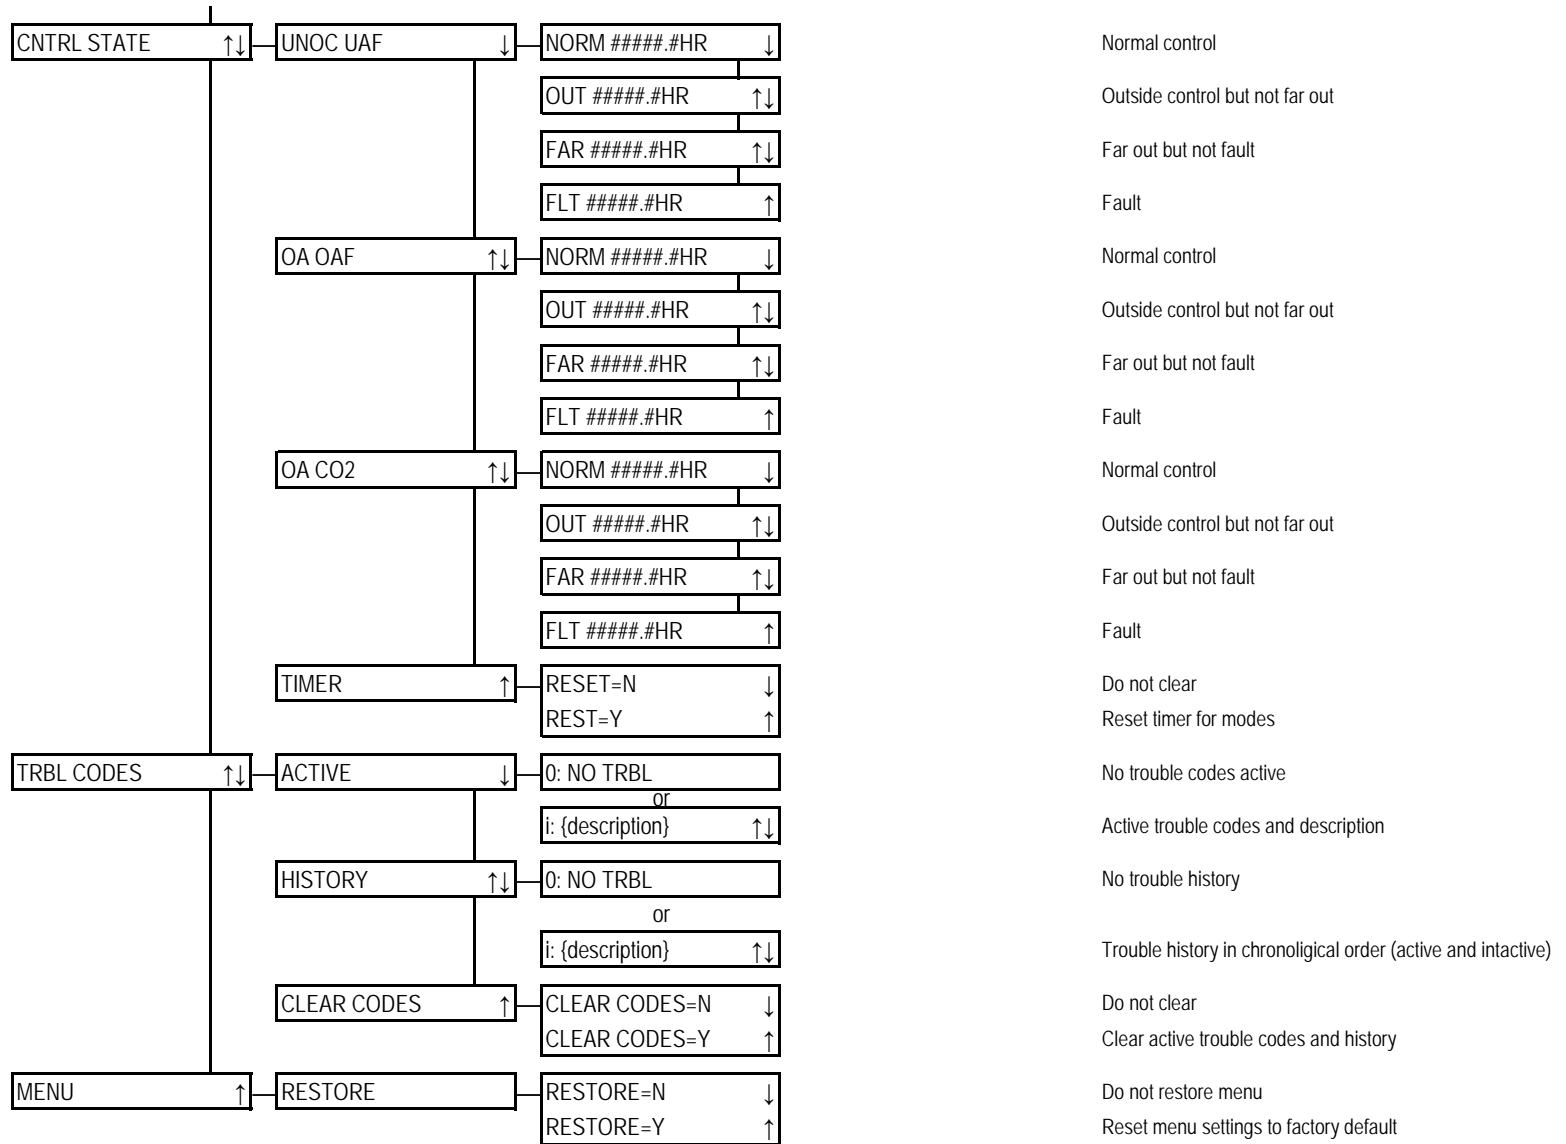 CNTRL STATE ↑↓ UNOC UAF ↓ NORM #####.#HR ↓ Normal control
OUT #####.#HR ↑↓ Outside control but not far out
FAR #####.#HR ↑↓ Far out but not fault
FLT #####.#HR ↑ Fault
OA OAF ↑↓ NORM #####.#HR ↓ Normal control
OUT #####.#HR ↑↓ Outside control but not far out
FAR #####.#HR ↑↓ Far out but not fault
FLT #####.#HR ↑ Fault
OA CO2 ↑↓ NORM #####.#HR ↓ Normal control
OUT #####.#HR ↑↓ Outside control but not far out
FAR #####.#HR ↑↓ Far out but not fault
FLT #####.#HR ↑ Fault
TIMER ↑ RESET=N ↓ Do not clear
REST=Y ↑ Reset timer for modes
TRBL CODES ↑↓ ACTIVE ↓ 0: NO TRBL No trouble codes active
or
i: {description} ↑↓ Active trouble codes and description
HISTORY ↑↓ 0: NO TRBL No trouble history
or
i: {description} ↑↓ Trouble history in chronoligical order (active and intactive)
CLEAR CODES ↑ CLEAR CODES=N ↓ Do not clear
CLEAR CODES=Y ↑ Clear active trouble codes and history
MENU ↑ RESTORE RESTORE=N ↓ Do not restore menu
RESTORE=Y ↑ Reset menu settings to factory default